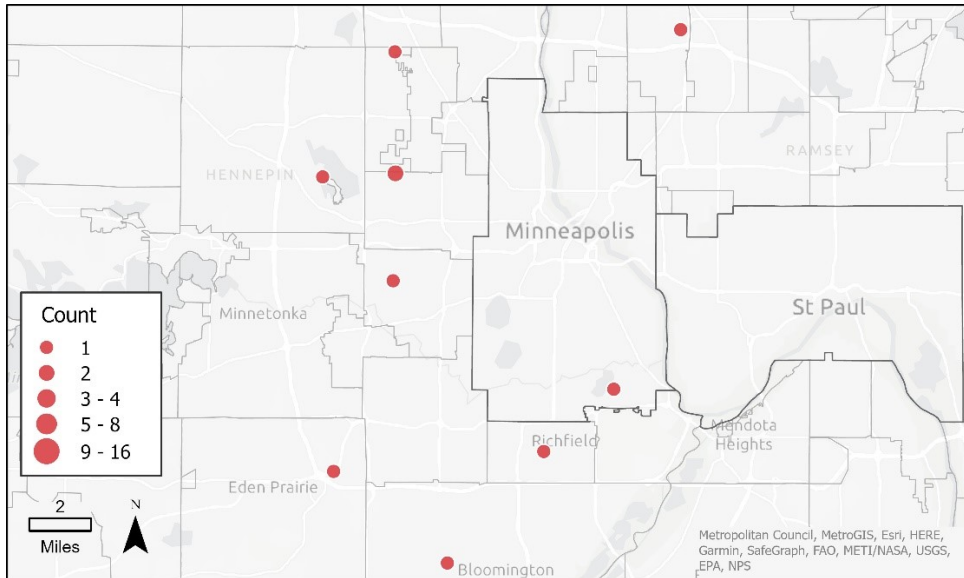 HENNEPIN
RAMSEY
Minneapolis
St Paul
Minnetonka
Count
1
2
3 - 4
5 - 8
9 - 16
Mendota
Heights
Richfield
Eden Prairie
2
Miles
N
Bloomington
Metropolitan Council, MetroGIS, Esri, HERE,
Garmin, SafeGraph, FAO, METI/NASA, USGS,
EPA, NPS